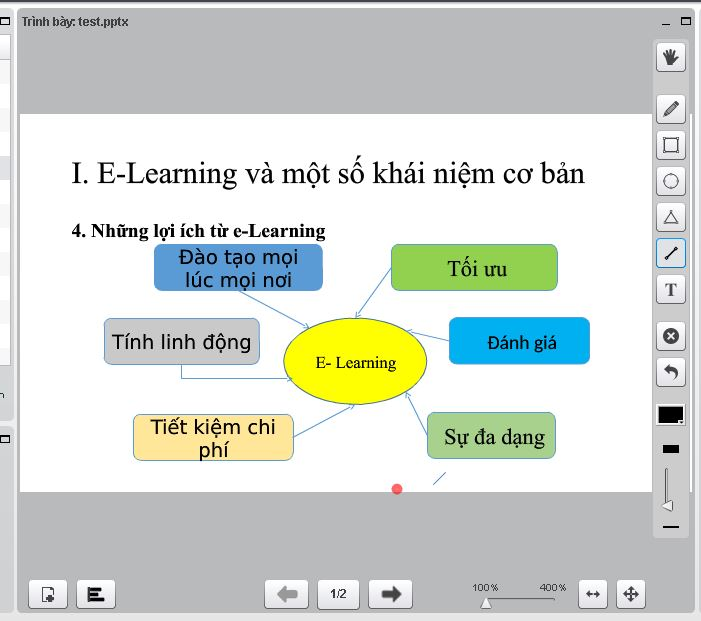 Trình bày: test.pptx
I. E-Learning và một số khái niệm cơ bản
4. Những lợi ích từ e-Learning
Đào tạo mọi
lúc mọi nơi
Tối ưu
Tính linh động
E- Learning
Đánh giá
Tiết kiệm chi
phí
Sự đa dạng
T
1/2
100%
400%